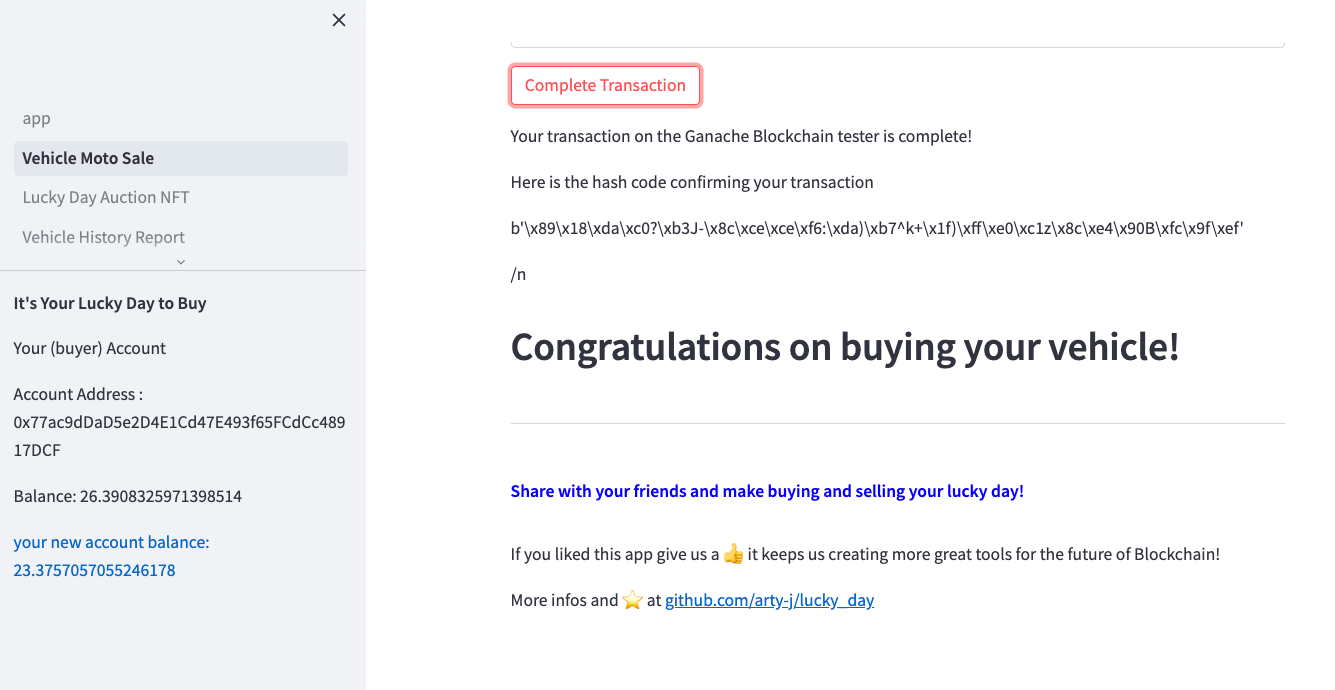 app
Vehicle Moto Sale
Lucky Day Auction NFT
Vehicle History Report
It's Your Lucky Day to Buy
Your (buyer) Account
Account Address :
0x77ac9dDaD5e2D4E1Cd47E493f65FCdCc489
17DCF
Balance: 26.3908325971398514
your new account balance:
23.3757057055246178
Complete Transaction
Your transaction on the Ganache Blockchain tester is complete!
Here is the hash code confirming your transaction
b'\x89\x18\xda\xc0?\xb3J-\x8c\xce\xce\xf6:\xda)\xb7^k+\x1f)\xff\xe0\xc1z\x8c\xe4\x90B\xfc\x9f\xef'
/n
Congratulations on buying your vehicle!
Share with your friends and make buying and selling your lucky day!
If you liked this app give us a 👍 it keeps us creating more great tools for the future of Blockchain!
More infos and ⭐ at github.com/arty-j/lucky_day